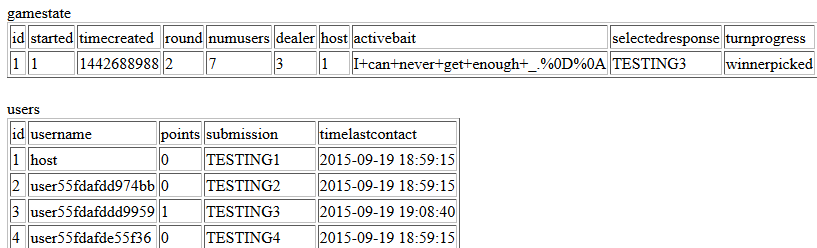 gamestate
id started timecreated round numusers dealer host activebait selectedresponse turnprogress
1 1 1442688988 2 7 3 1 I+can+never+get+enough+_.%0D%0A TESTING3 winnerpicked
users
id username points submission timelastcontact
1 host 0 TESTING1 2015-09-19 18:59:15
2 user55fdafdd974bb 0 TESTING2 2015-09-19 18:59:15
3 user55fdafddd9959 1 TESTING3 2015-09-19 19:08:40
4 user55fdafde55f36 0 TESTING4 2015-09-19 18:59:15